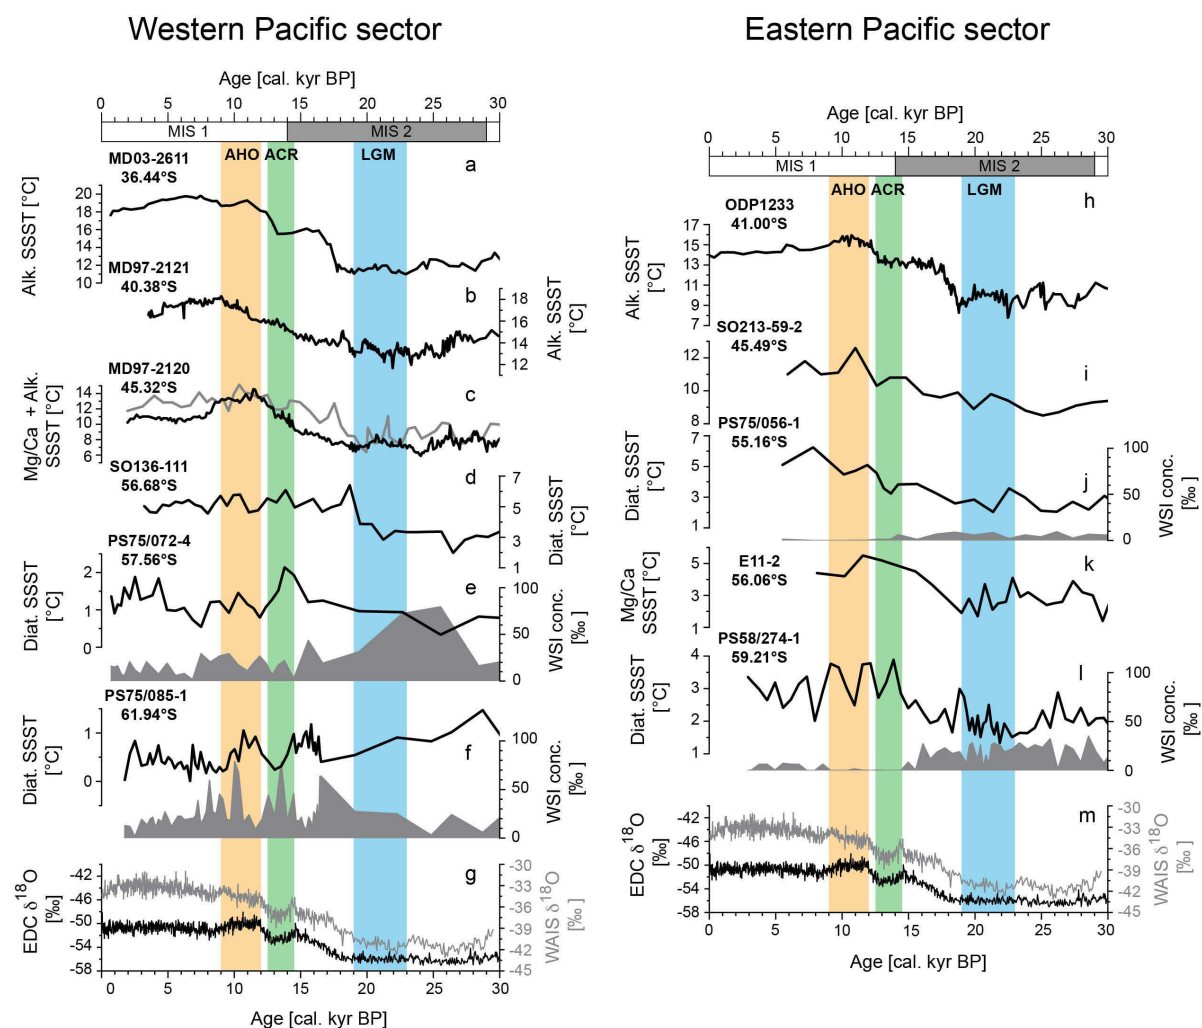 Western Pacific sector
Age [cal. kyr BP]
0 5 10 15 20 25 30
MIS 1 MIS 2
AHO ACR LGM
a
MD03-2611
36.44°S
Alk. SSST [°C]
20
18
16
14
12
10
MD97-2121
40.38°S
b
18
16
14
12
Alk. SSST
[°C]
MD97-2120
45.32°S
c
Mg/Ca + Alk.
SSST [°C]
14
12
10
8
6
SO136-111
56.68°S
d
7
5
3
1
Diat. SSST
[°C]
PS75/072-4
57.56°S
e
Diat. SSST
[°C]
2
1
0
100
50
0
WSI conc.
[‰]
PS75/085-1
61.94°S
f
Diat. SSST
[°C]
1
0
100
50
0
WSI conc.
[‰]
g
EDC δ18O
[‰]
-42
-46
-50
-54
-58
-30
-33
-36
-39
-42
-45
WAIS δ18O
[‰]
0 5 10 15 20 25 30
Age [cal. kyr BP]
Eastern Pacific sector
Age [cal. kyr BP]
0 5 10 15 20 25 30
MIS 1 MIS 2
AHO ACR LGM
h
ODP1233
41.00°S
Alk. SSST
[°C]
17
15
13
11
9
7
SO213-59-2
45.49°S
i
12
10
8
PS75/056-1
55.16°S
j
Diat. SSST
[°C]
7
5
3
1
100
50
0
WSI conc.
[‰]
E11-2
56.06°S
k
Mg/Ca
SSST [°C]
5
4
3
2
1
PS58/274-1
59.21°S
l
Diat. SSST
[°C]
4
3
2
1
100
50
0
WSI conc.
[‰]
m
EDC δ18O
[‰]
-42
-46
-50
-54
-58
-30
-33
-36
-39
-42
-45
WAIS δ18O
[‰]
0 5 10 15 20 25 30
Age [cal. kyr BP]